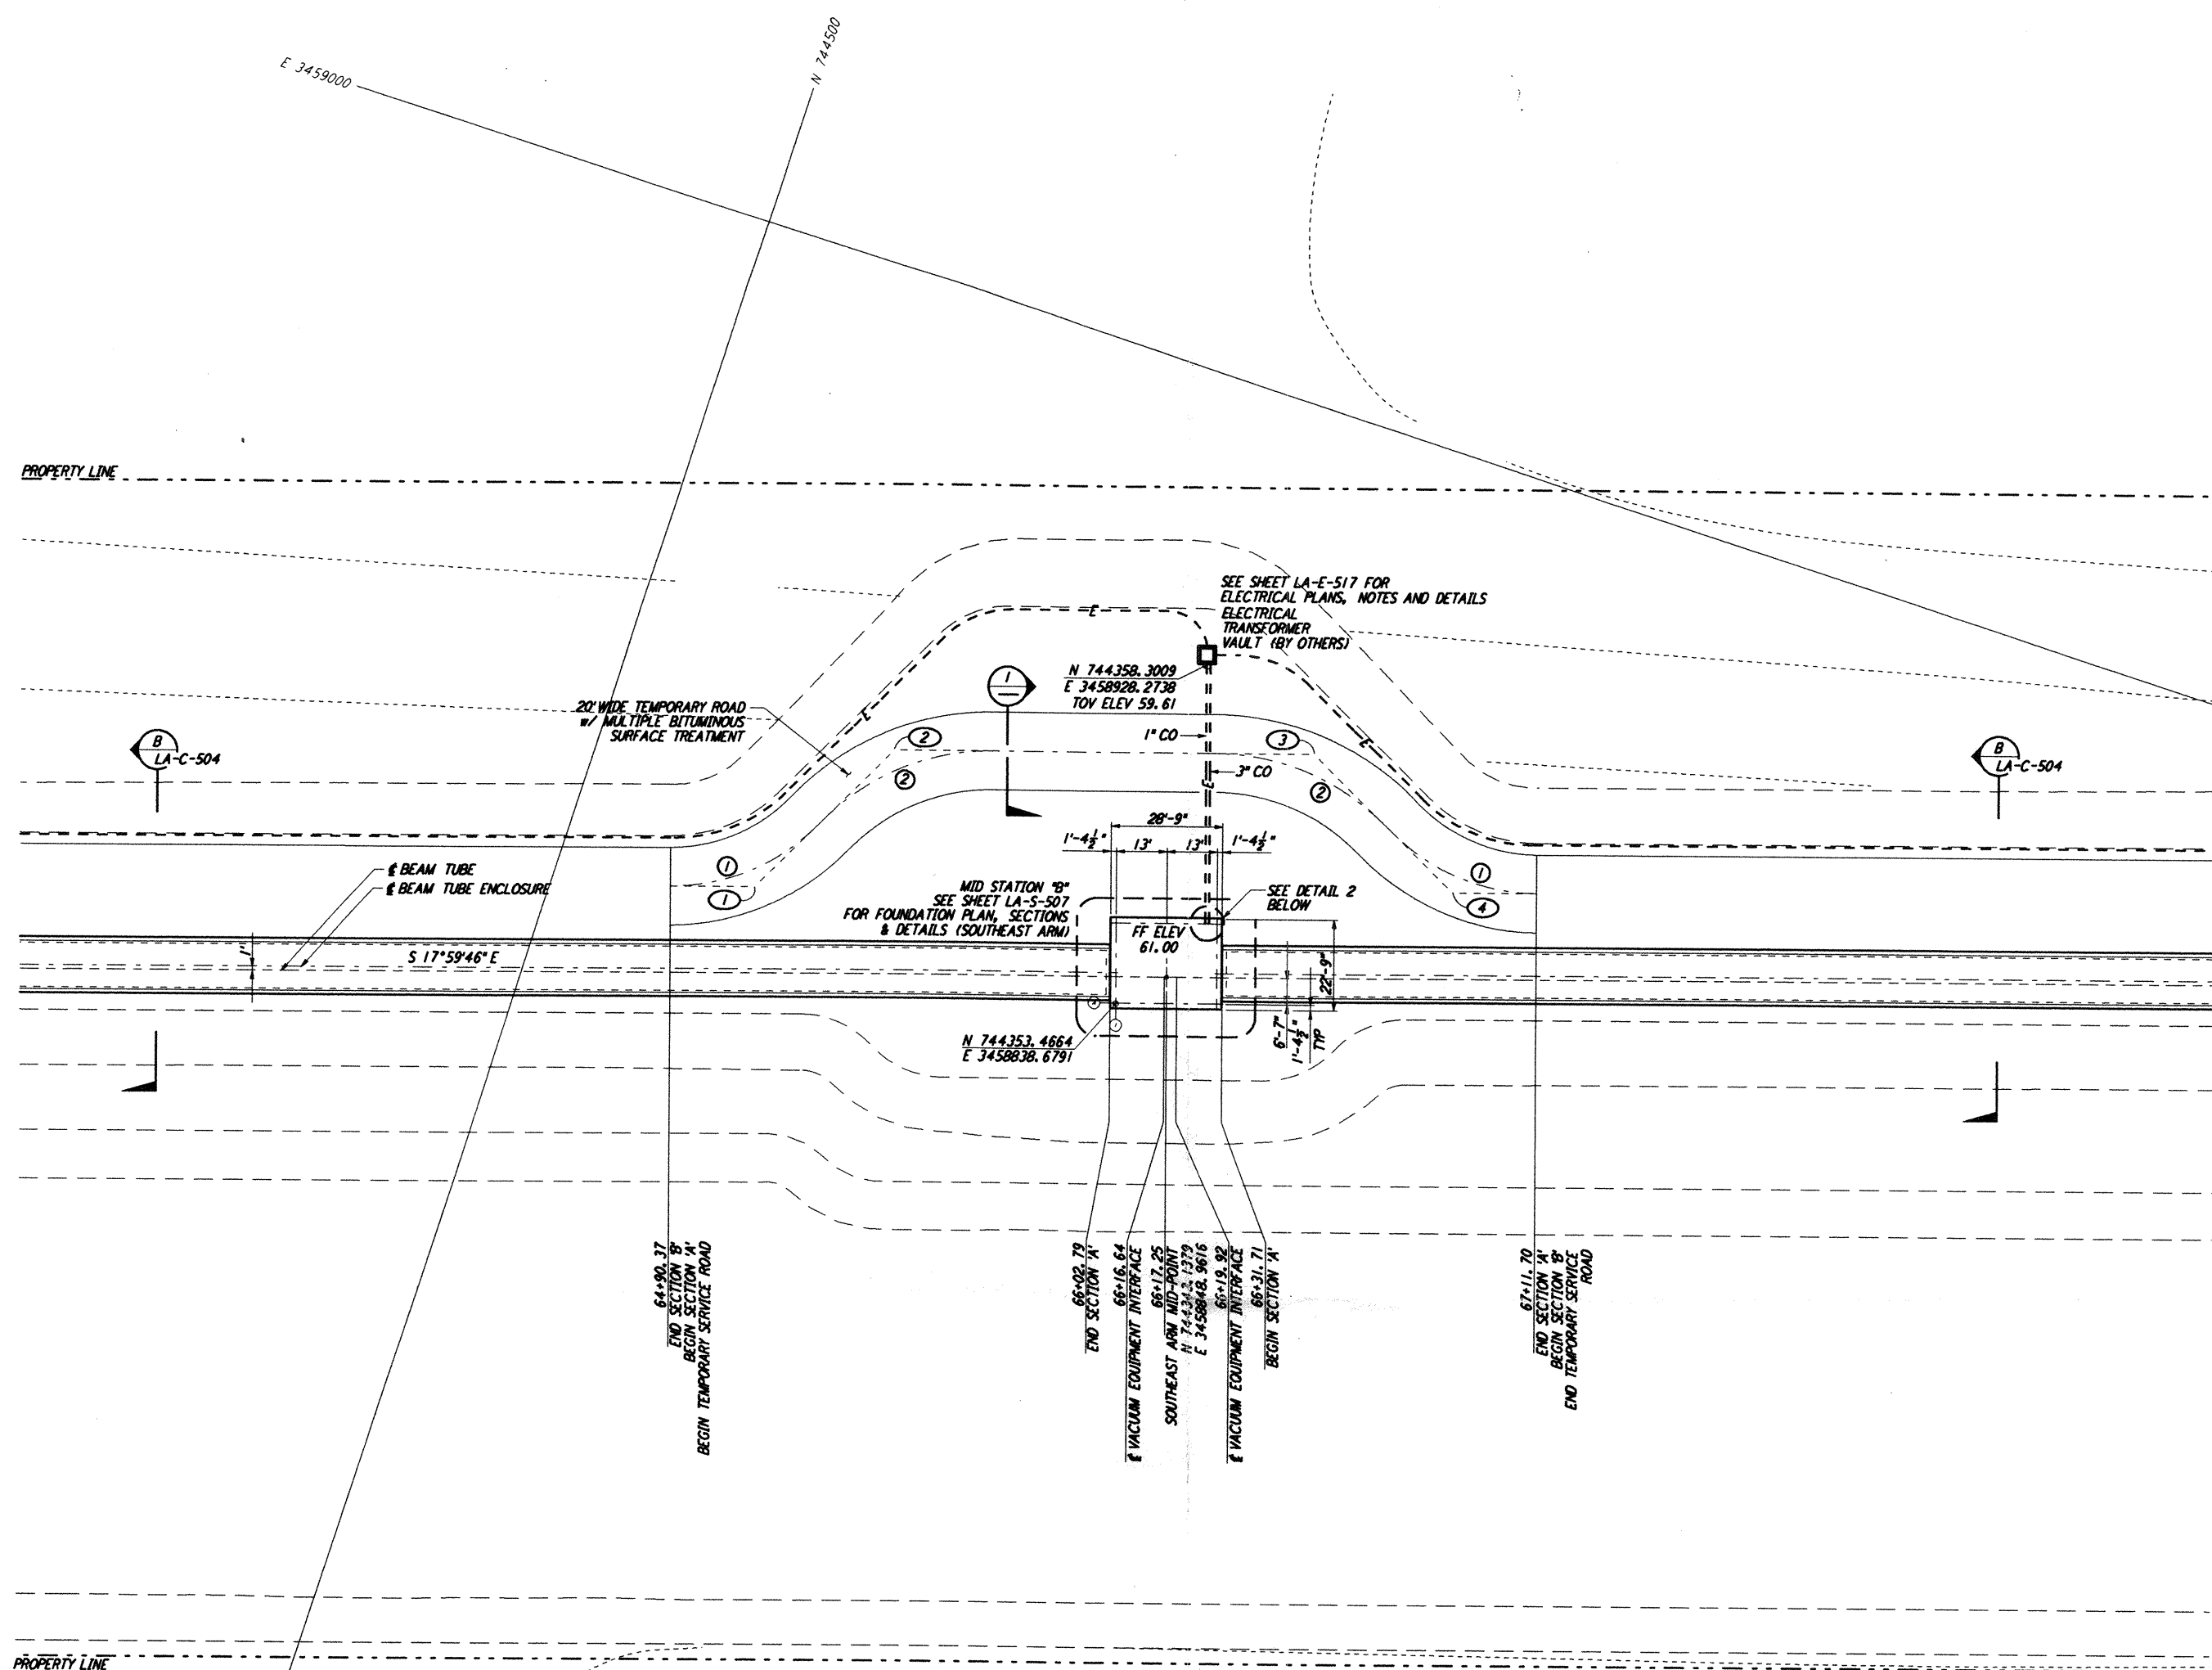 E 3459000
N 744500
PROPERTY LINE
SEE SHEET LA-E-517 FOR
ELECTRICAL PLANS, NOTES AND DETAILS
ELECTRICAL
TRANSFORMER
VAULT (BY OTHERS)
E
N 744358.3009
E 3458928.2738
TOV ELEV 59.61
1
20' WIDE TEMPORARY ROAD
w/ MULTIPLE BITUMINOUS
SURFACE TREATMENT
E
E
B
LA-C-504
2
2
1" CO
3" CO
E
3
2
B
LA-C-504
28'-9"
1'-4½"
13'
13'
1'-4½"
℄ BEAM TUBE
℄ BEAM TUBE ENCLOSURE
1
1
MID STATION "B"
SEE SHEET LA-S-507
FOR FOUNDATION PLAN, SECTIONS
& DETAILS (SOUTHEAST ARM)
SEE DETAIL 2
BELOW
1
4
FF ELEV
61.00
1'
S 17°59'46" E
22'-9"
6'-7"
1'-4½"
TYP
2
1
N 744353.4664
E 3458838.6791
64+90.37
END SECTION 'B'
BEGIN SECTION 'A'
BEGIN TEMPORARY SERVICE ROAD
66+02.79
END SECTION 'A'
66+16.64
℄ VACUUM EQUIPMENT INTERFACE
66+17.25
SOUTHEAST ARM MID-POINT
E 3458848.9616
66+19.92
℄ VACUUM EQUIPMENT INTERFACE
66+31.71
BEGIN SECTION 'A'
67+11.70
END SECTION 'A'
BEGIN SECTION 'B'
END TEMPORARY SERVICE
ROAD
PROPERTY LINE